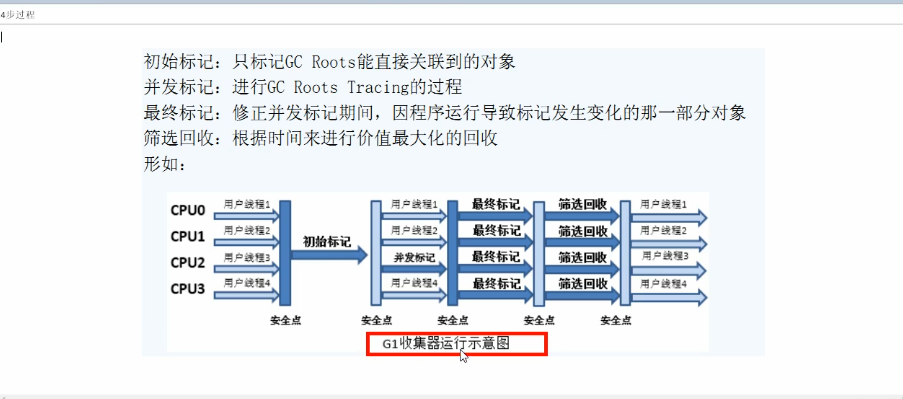 4步过程
初始标记：只标记GC Roots能直接关联到的对象
并发标记：进行GC Roots Tracing的过程
最终标记：修正并发标记期间，因程序运行导致标记发生变化的那一部分对象
筛选回收：根据时间来进行价值最大化的回收
形如：
CPU0 用户线程1 用户线程1 最终标记 筛选回收 用户线程1
CPU1 用户线程2 初始标记 用户线程2 最终标记 筛选回收 用户线程2
CPU2 用户线程3 并发标记 最终标记 筛选回收 用户线程3
CPU3 用户线程4 用户线程4 最终标记 筛选回收 用户线程4
安全点 安全点 安全点 安全点 安全点
G1收集器运行示意图